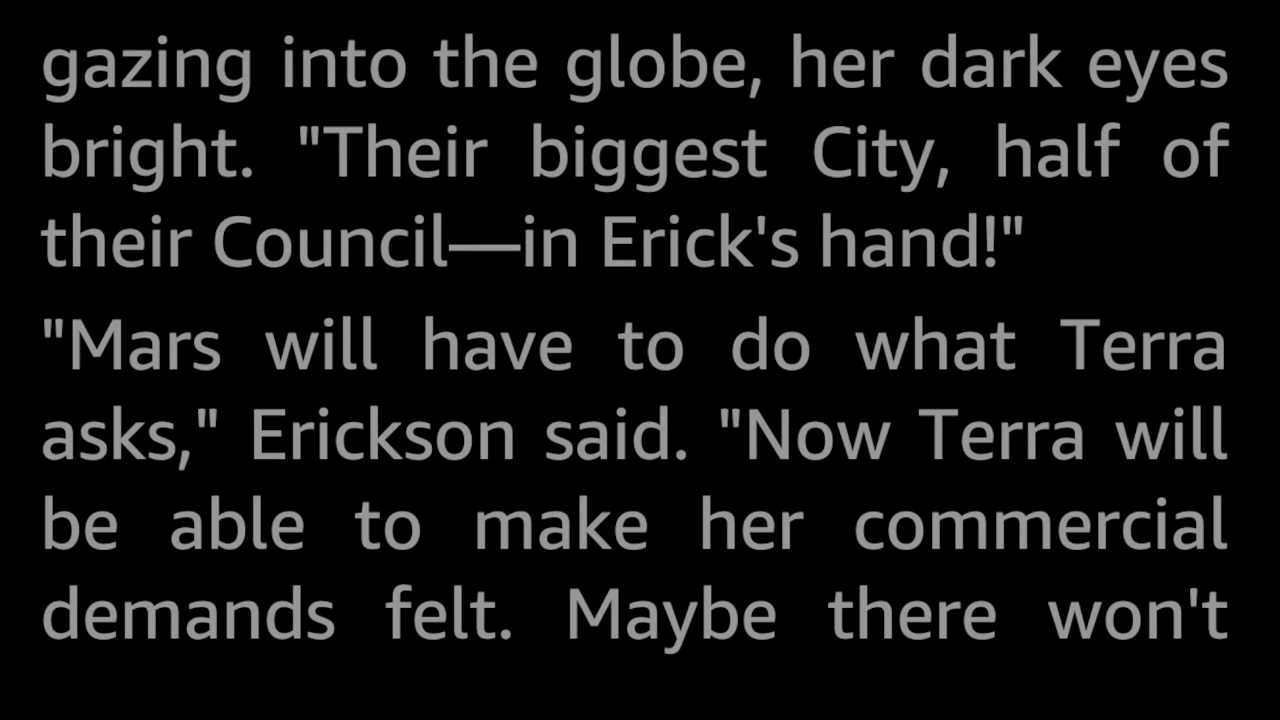 gazing into the globe, her dark eyes
bright. "Their biggest City, half of
their Council—in Erick's hand!"
"Mars will have to do what Terra
asks," Erickson said. "Now Terra will
be able to make her commercial
demands felt. Maybe there won't